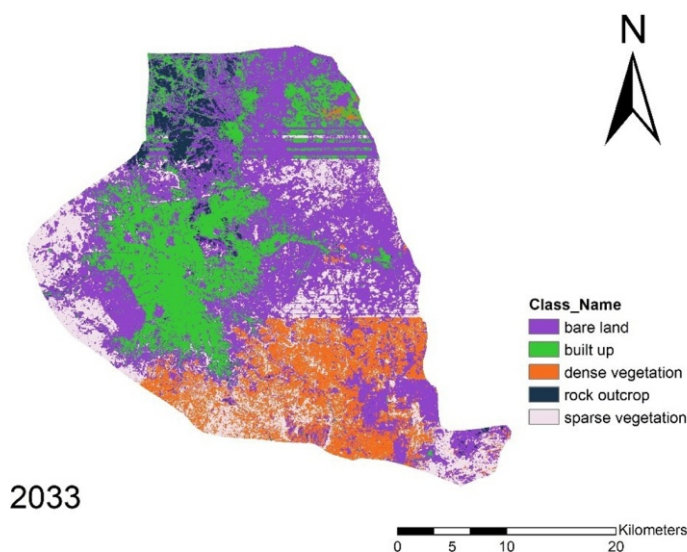 N
Class_Name
bare land
built up
dense vegetation
rock outcrop
sparse vegetation
2033
Kilometers
0 5 10 20